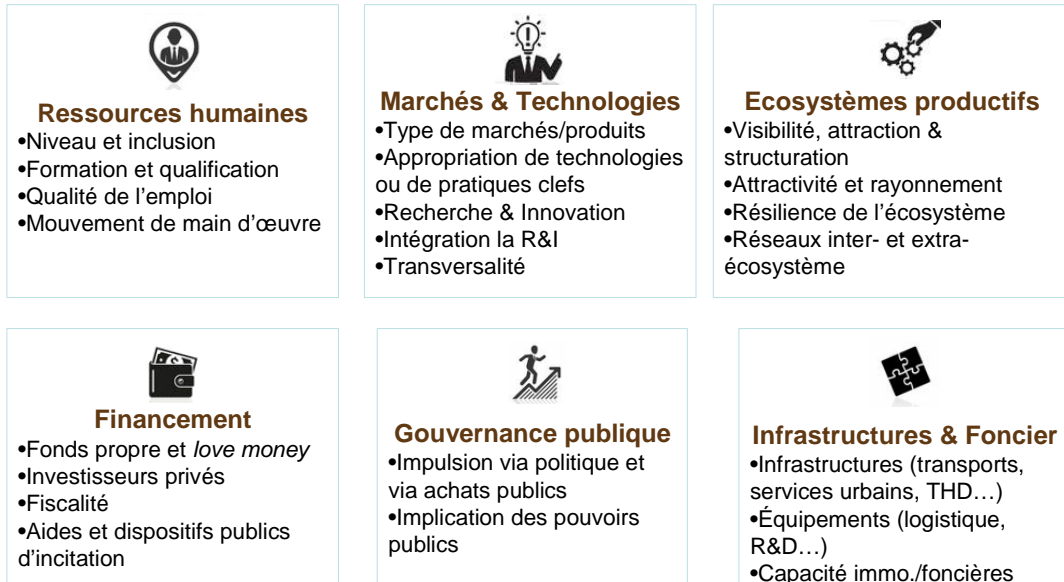 Ressources humaines
•Niveau et inclusion
•Formation et qualification
•Qualité de l'emploi
•Mouvement de main d'œuvre
Marchés & Technologies
•Type de marchés/produits
•Appropriation de technologies
ou de pratiques clefs
•Recherche & Innovation
•Intégration la R&I
•Transversalité
Ecosystèmes productifs
•Visibilité, attraction &
structuration
•Attractivité et rayonnement
•Résilience de l'écosystème
•Réseaux inter- et extra-
écosystème
Financement
•Fonds propre et love money
•Investisseurs privés
•Fiscalité
•Aides et dispositifs publics
d'incitation
Gouvernance publique
•Impulsion via politique et
via achats publics
•Implication des pouvoirs
publics
Infrastructures & Foncier
•Infrastructures (transports,
services urbains, THD…)
•Équipements (logistique,
R&D…)
•Capacité immo./foncières